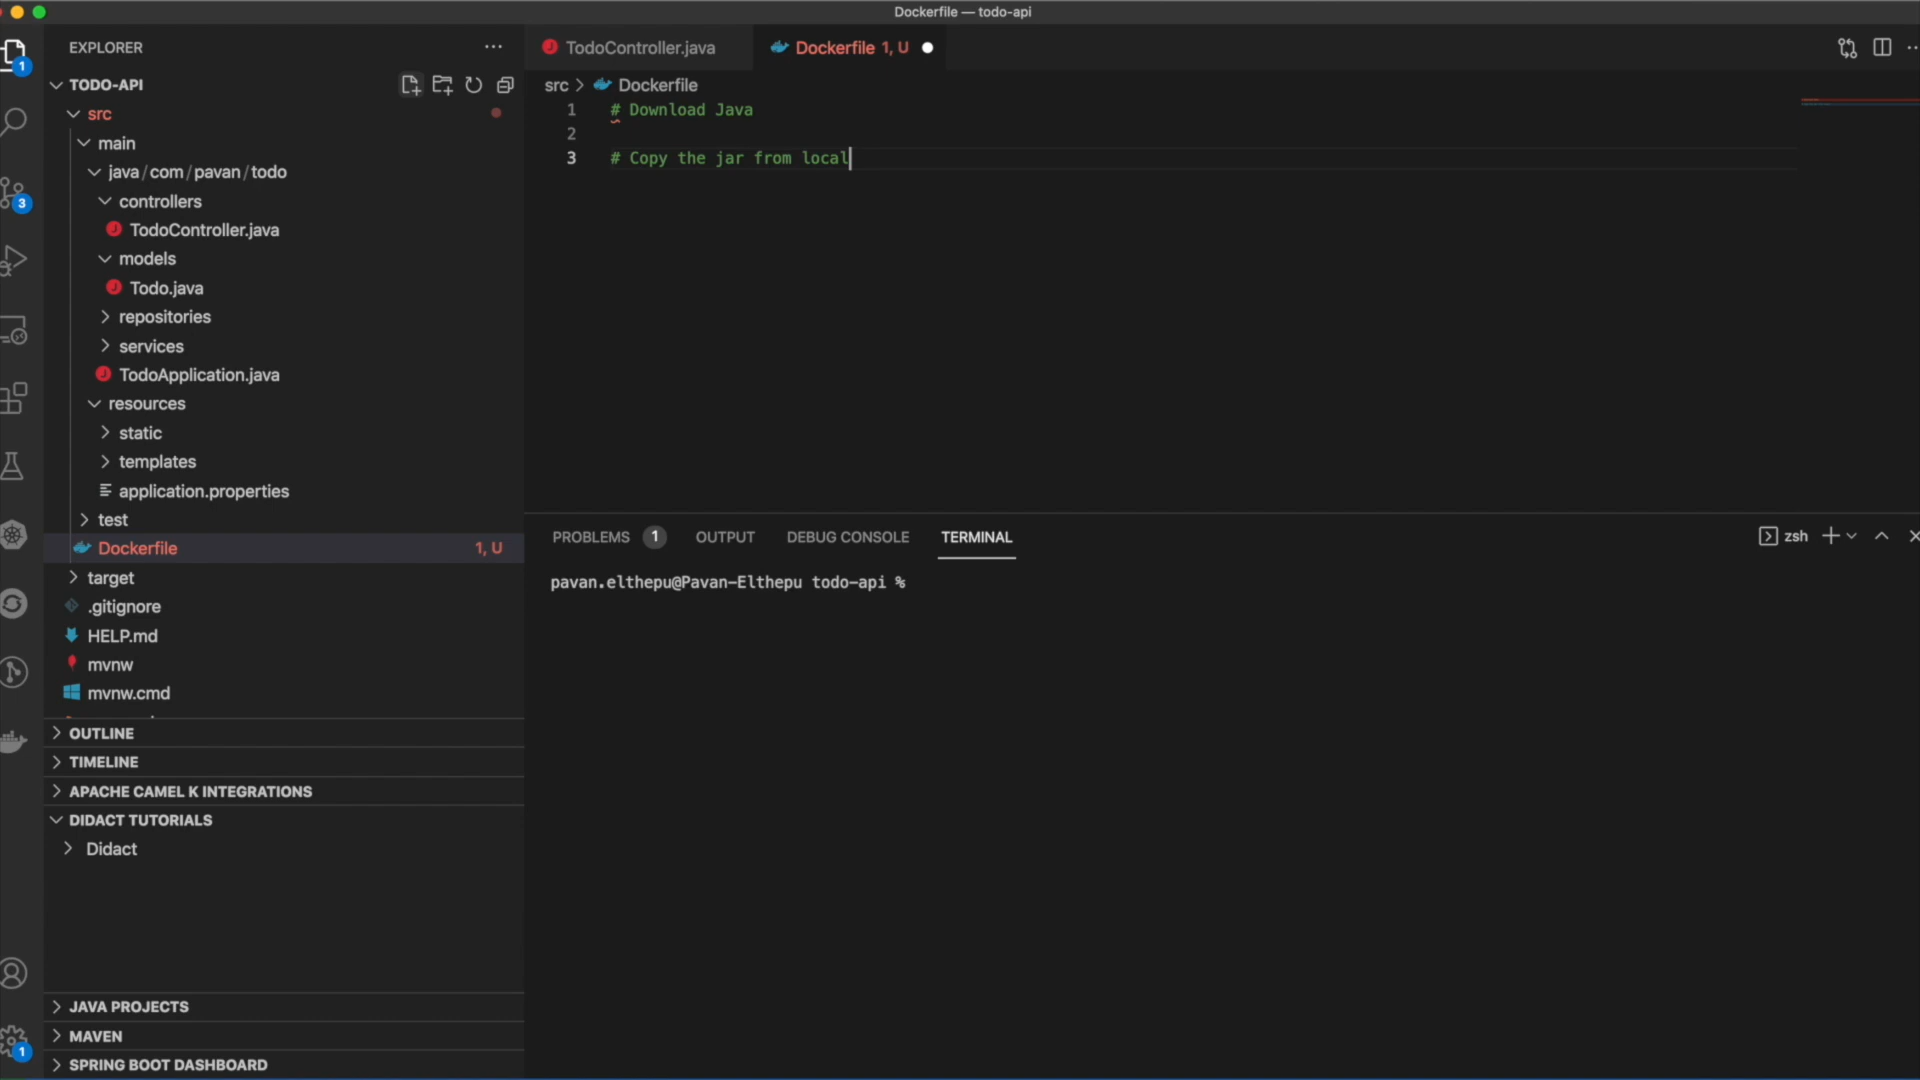 Dockerfile — todo-api
EXPLORER
TodoController.java
Dockerfile 1, U
TODO-API
src > Dockerfile
1 # Download Java
2
3 # Copy the jar from local
src
main
java/com/pavan/todo
controllers
TodoController.java
models
Todo.java
repositories
services
TodoApplication.java
resources
static
templates
application.properties
test
Dockerfile 1, U
target
.gitignore
HELP.md
mvnw
mvnw.cmd
OUTLINE
TIMELINE
APACHE CAMEL K INTEGRATIONS
DIDACT TUTORIALS
Didact
JAVA PROJECTS
MAVEN
SPRING BOOT DASHBOARD
1
3
1
PROBLEMS 1 OUTPUT DEBUG CONSOLE TERMINAL
zsh
pavan.elthepu@Pavan-Elthepu todo-api %